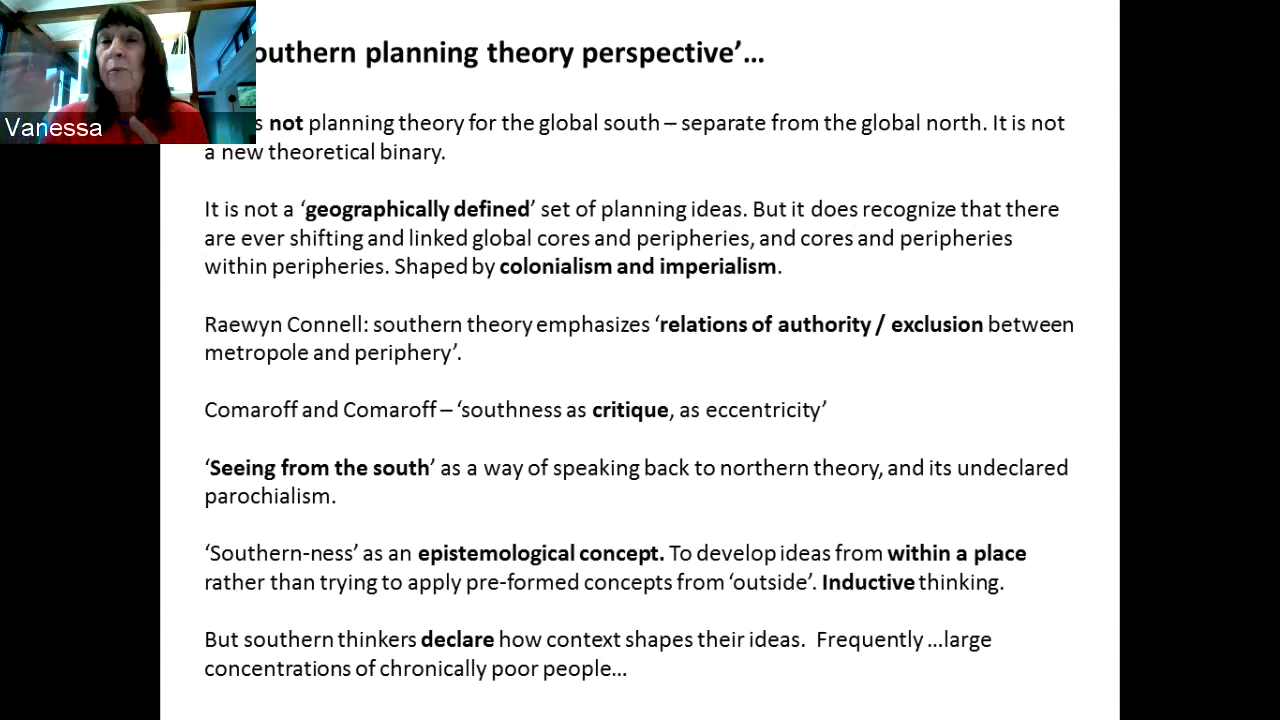 outhern planning theory perspective’…
s not planning theory for the global south – separate from the global north. It is not
a new theoretical binary.
It is not a ‘geographically defined’ set of planning ideas. But it does recognize that there
are ever shifting and linked global cores and peripheries, and cores and peripheries
within peripheries. Shaped by colonialism and imperialism.
Raewyn Connell: southern theory emphasizes ‘relations of authority / exclusion between
metropole and periphery’.
Comaroff and Comaroff – ‘southness as critique, as eccentricity’
‘Seeing from the south’ as a way of speaking back to northern theory, and its undeclared
parochialism.
‘Southern-ness’ as an epistemological concept. To develop ideas from within a place
rather than trying to apply pre-formed concepts from ‘outside’. Inductive thinking.
But southern thinkers declare how context shapes their ideas.  Frequently …large
concentrations of chronically poor people…
Vanessa